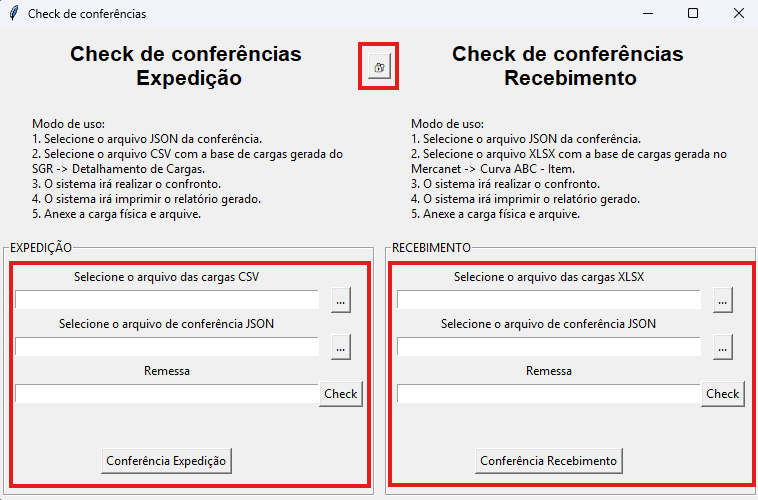 Check de conferências
Check de conferências
Expedição
Check de conferências
Recebimento
Modo de uso:
1. Selecione o arquivo JSON da conferência.
2. Selecione o arquivo CSV com a base de cargas gerada do
SGR -> Detalhamento de Cargas.
3. O sistema irá realizar o confronto.
4. O sistema irá imprimir o relatório gerado.
5. Anexe a carga física e arquive.
Modo de uso:
1. Selecione o arquivo JSON da conferência.
2. Selecione o arquivo XLSX com a base de cargas gerada no
Mercanet -> Curva ABC - Item.
3. O sistema irá realizar o confronto.
4. O sistema irá imprimir o relatório gerado.
5. Anexe a carga física e arquive.
EXPEDIÇÃO
Selecione o arquivo das cargas CSV
...
Selecione o arquivo de conferência JSON
...
Remessa
Check
Conferência Expedição
RECEBIMENTO
Selecione o arquivo das cargas XLSX
...
Selecione o arquivo de conferência JSON
...
Remessa
Check
Conferência Recebimento